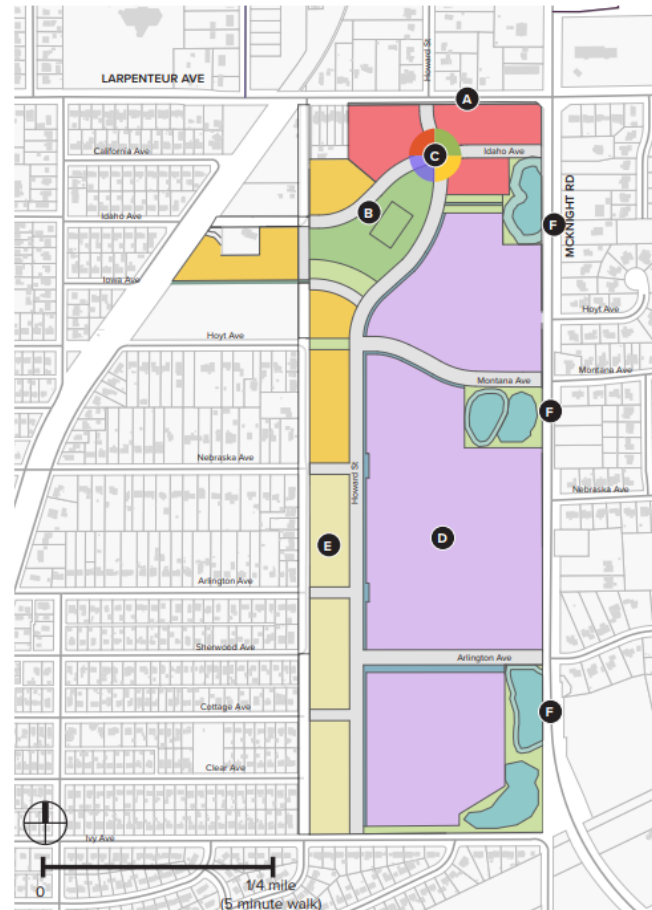 Howard St
LARPENTEUR AVE
A
California Ave
C
Idaho Ave
MCKNIGHT RD
B
Idaho Ave
F
Iowa Ave
Hoyt Ave
Hoyt Ave
Montana Ave
Montana Ave
F
Nebraska Ave
Howard St
Nebraska Ave
D
E
Arlington Ave
Sherwood Ave
Arlington Ave
Cottage Ave
F
Clear Ave
Ivy Ave
0
1/4 mile
(5 minute walk)